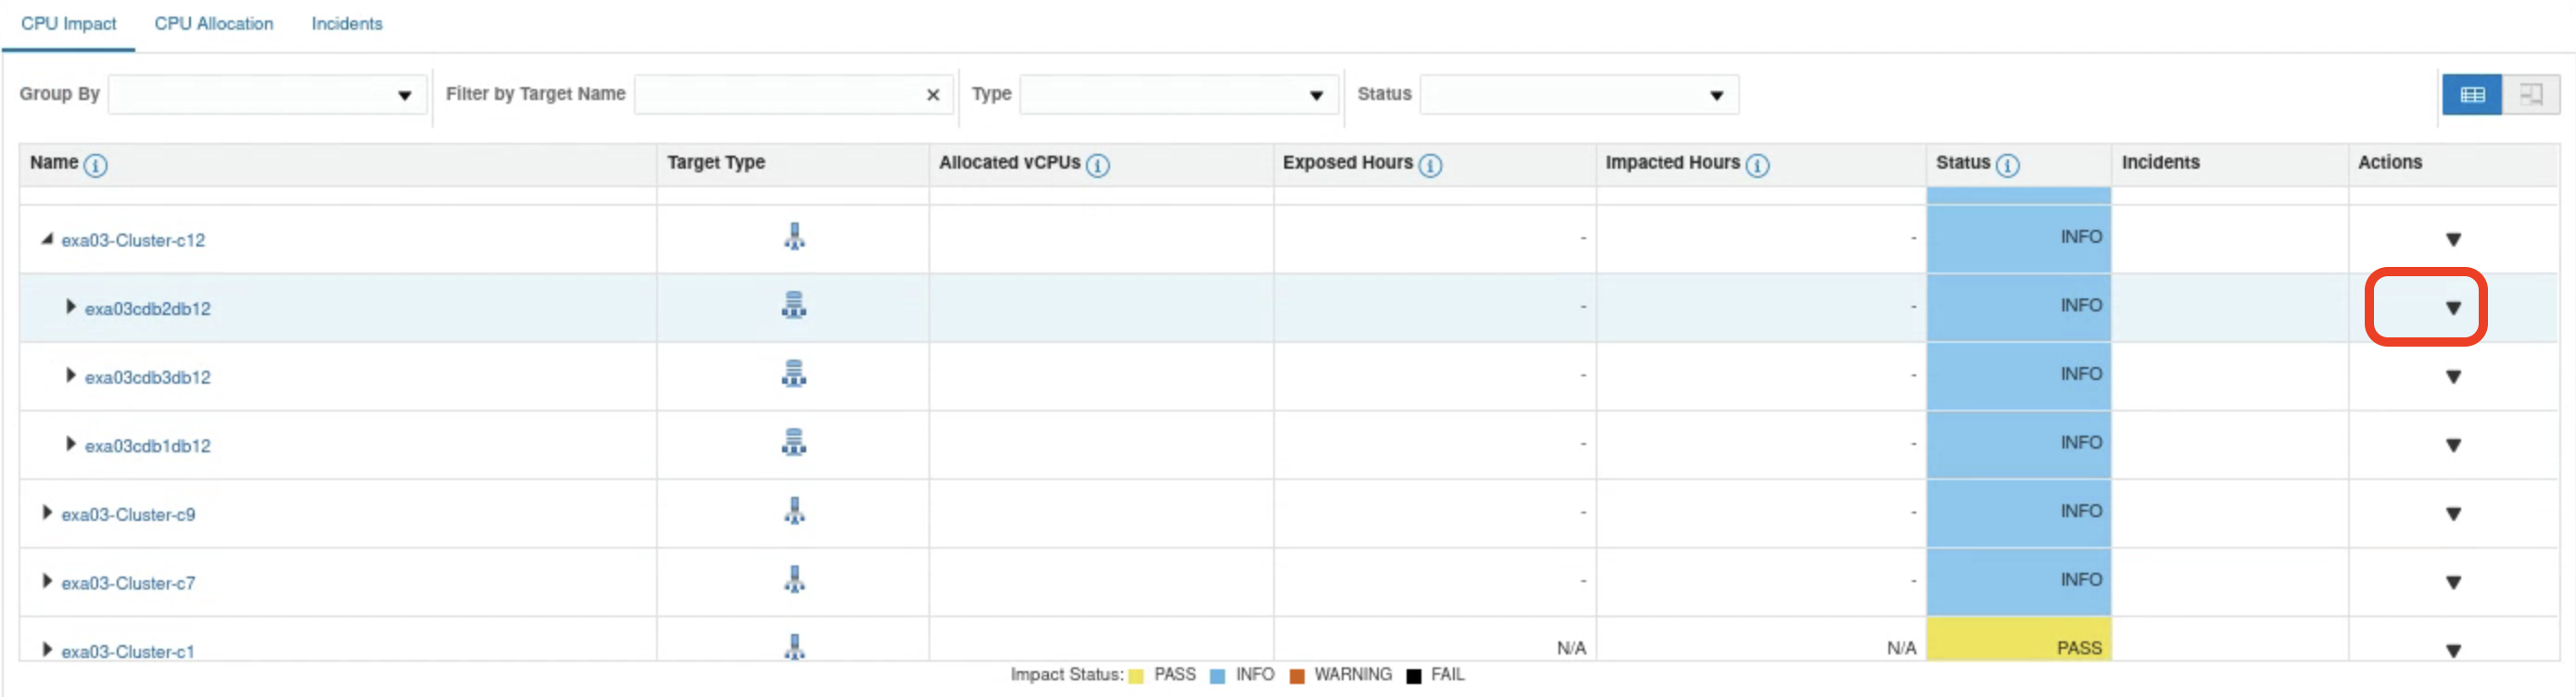 CPU Impact CPU Allocation Incidents
Group By Filter by Target Name Type Status
Name Target Type Allocated vCPUs Exposed Hours Impacted Hours Status Incidents Actions
exa03-Cluster-c12 - - INFO
exa03cdb2db12 - - INFO
exa03cdb3db12 - - INFO
exa03cdb1db12 - - INFO
exa03-Cluster-c9 - - INFO
exa03-Cluster-c7 - - INFO
exa03-Cluster-c1 N/A N/A PASS
Impact Status: PASS INFO WARNING FAIL